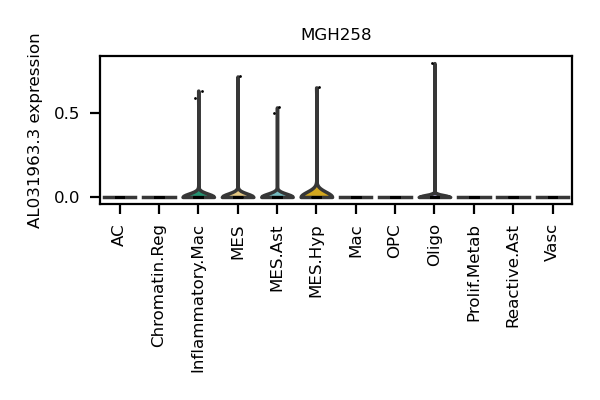 MGH258
AL031963.3 expression
0.5
0.0
AC
Chromatin.Reg
Inflammatory.Mac
MES
MES.Ast
MES.Hyp
Mac
OPC
Oligo
Prolif.Metab
Reactive.Ast
Vasc